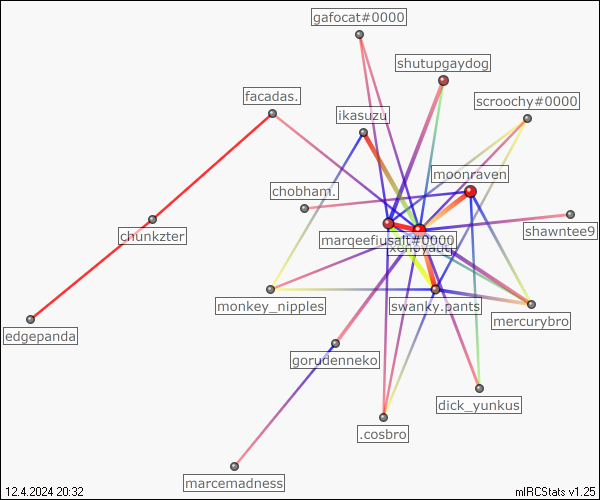 gafocat#0000
shutupgaydog
facadas.
scroochy#0000
ikasuzu
moonraven
chobham.
shawntee9
chunkzter
marqeefiusaft#0000
monkey_nipples
swanky.pants
mercurybro
edgepanda
gorudenneko
dick_yunkus
.cosbro
marcemadness
12.4.2024 20:32
mIRCStats v1.25